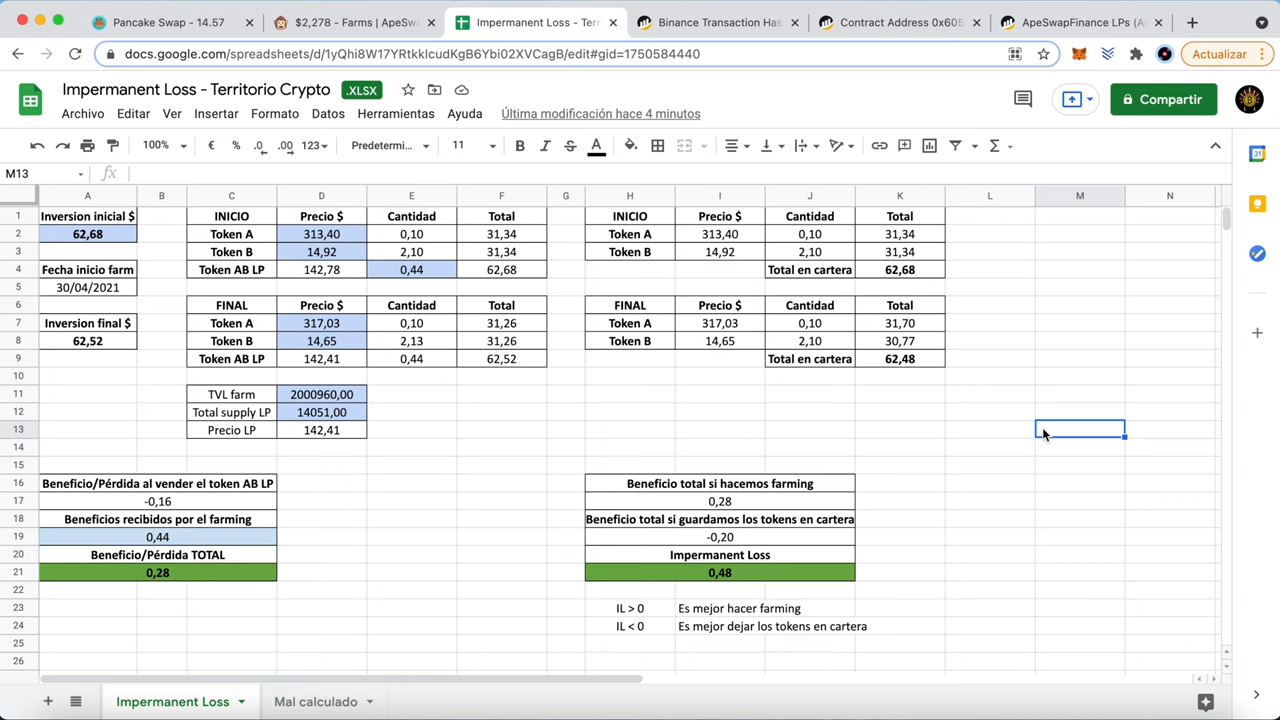 Pancake Swap - 14.57
$2,278 - Farms | ApeSw
Impermanent Loss - Terr
Binance Transaction Has
Contract Address 0x605
ApeSwapFinance LPs (A
docs.google.com/spreadsheets/d/1yQhi8W17YRtkkIcudKgB6Ybi02XVCagB/edit#gid=1750584440
Actualizar
Impermanent Loss - Territorio Crypto .XLSX
Archivo Editar Ver Insertar Formato Datos Herramientas Ayuda Última modificación hace 4 minutos
Compartir
100% € % .0 .00 123 Predetermi... 11 B I S A
M13 fx
A B C D E F G H I J K L M N
1 Inversion inicial $ INICIO Precio $ Cantidad Total INICIO Precio $ Cantidad Total
2 62,68 Token A 313,40 0,10 31,34 Token A 313,40 0,10 31,34
3 Token B 14,92 2,10 31,34 Token B 14,92 2,10 31,34
4 Fecha inicio farm Token AB LP 142,78 0,44 62,68 Total en cartera 62,68
5 30/04/2021
6 FINAL Precio $ Cantidad Total FINAL Precio $ Cantidad Total
7 Inversion final $ Token A 317,03 0,10 31,26 Token A 317,03 0,10 31,70
8 62,52 Token B 14,65 2,13 31,26 Token B 14,65 2,10 30,77
9 Token AB LP 142,41 0,44 62,52 Total en cartera 62,48
10
11 TVL farm 2000960,00
12 Total supply LP 14051,00
13 Precio LP 142,41
14
15
16 Beneficio/Pérdida al vender el token AB LP Beneficio total si hacemos farming
17 -0,16 0,28
18 Beneficios recibidos por el farming Beneficio total si guardamos los tokens en cartera
19 0,44 -0,20
20 Beneficio/Pérdida TOTAL Impermanent Loss
21 0,28 0,48
22
23 IL > 0 Es mejor hacer farming
24 IL < 0 Es mejor dejar los tokens en cartera
25
26
Impermanent Loss Mal calculado